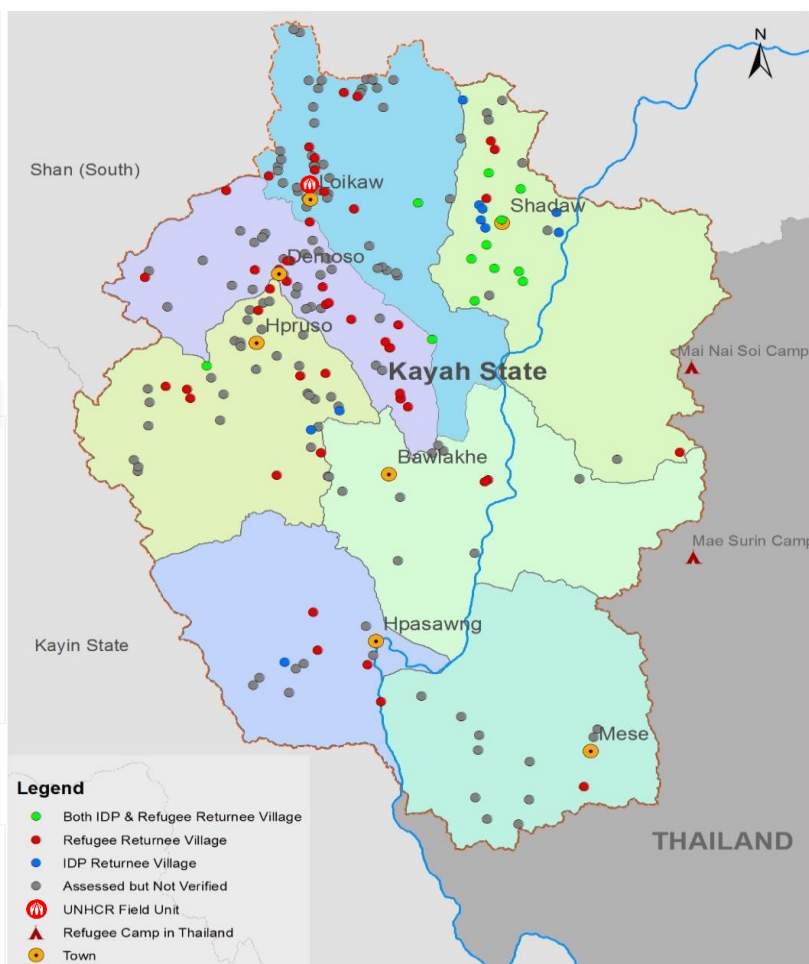 N
Shan (South)
Loikaw
Shadaw
Demoso
Hpruso
Mai Nai Soi Camp
Kayah State
Bawlakhe
Mae Surin Camp
Hpasawng
Kayin State
Mese
THAILAND
Legend
Both IDP & Refugee Returnee Village
Refugee Returnee Village
IDP Returnee Village
Assessed but Not Verified
UNHCR Field Unit
Refugee Camp in Thailand
Town